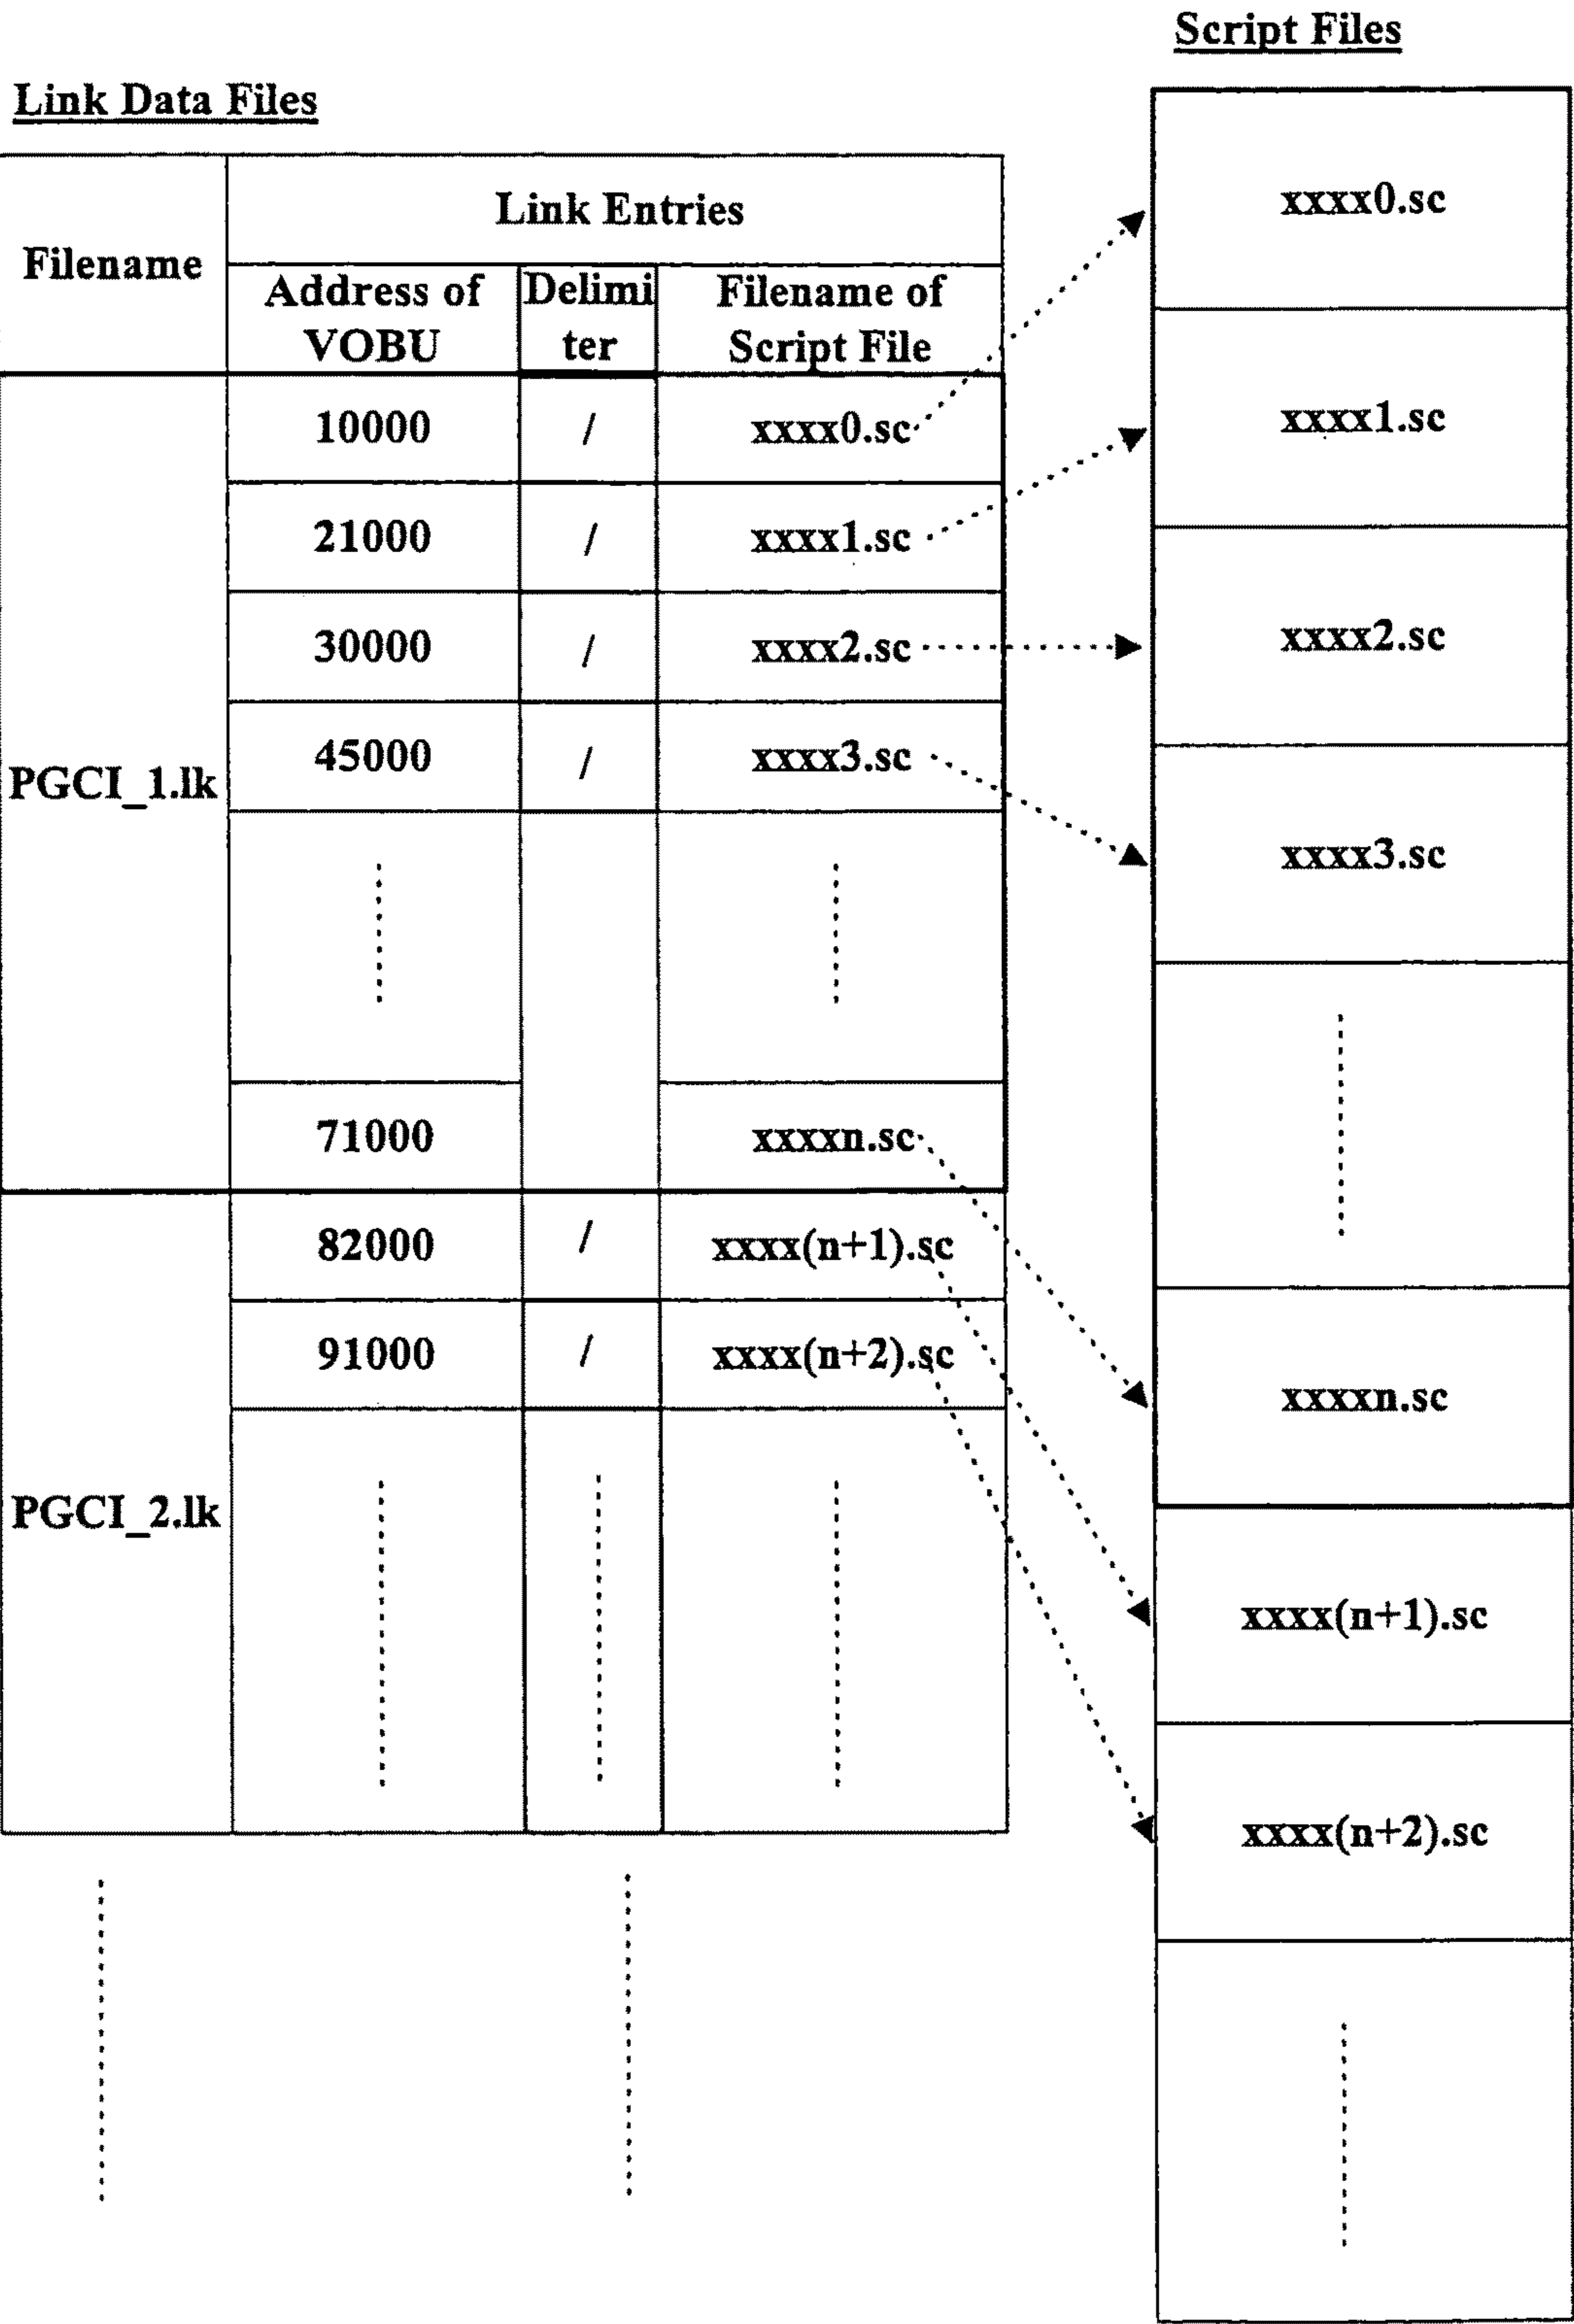 Script Files
Link Data Files
Filename
Link Entries
Address of
VOBU
Delimi
ter
Filename of
Script File
PGCI_1.lk
10000 / xxxx0.sc
21000 / xxxx1.sc
30000 / xxxx2.sc
45000 / xxxx3.sc
71000 xxxxn.sc
PGCI_2.lk
82000 / xxxx(n+1).sc
91000 / xxxx(n+2).sc
xxxx0.sc
xxxx1.sc
xxxx2.sc
xxxx3.sc
xxxxn.sc
xxxx(n+1).sc
xxxx(n+2).sc